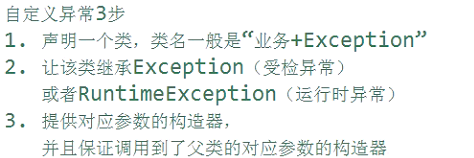 自定义异常3步
1. 声明一个类，类名一般是“业务+Exception”
2. 让该类继承Exception（受检异常）
或者RuntimeException（运行时异常）
3. 提供对应参数的构造器，
并且保证调用到了父类的对应参数的构造器